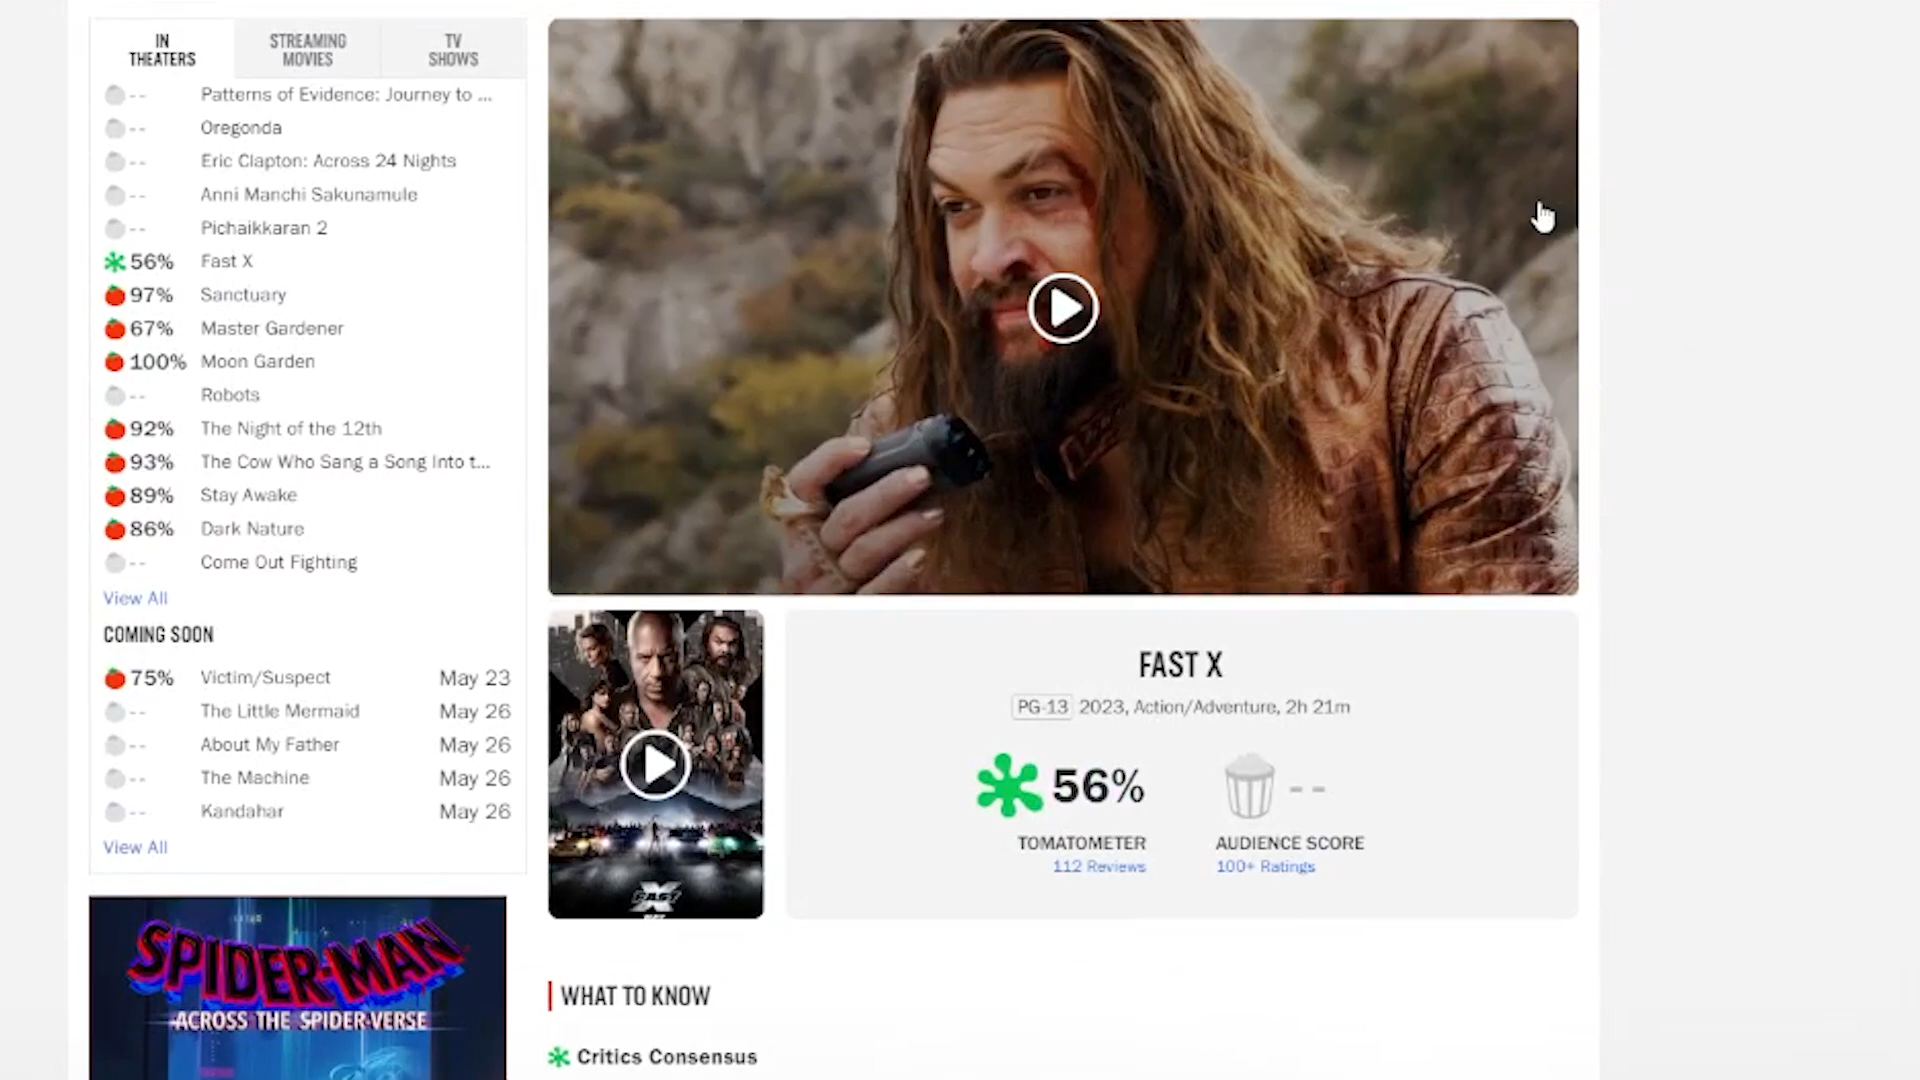 IN THEATERS
STREAMING MOVIES
TV SHOWS
-- Patterns of Evidence: Journey to ...
-- Oregonda
-- Eric Clapton: Across 24 Nights
-- Anni Manchi Sakunamule
-- Pichaikkaran 2
56% Fast X
97% Sanctuary
67% Master Gardener
100% Moon Garden
-- Robots
92% The Night of the 12th
93% The Cow Who Sang a Song Into t...
89% Stay Awake
86% Dark Nature
-- Come Out Fighting
View All
COMING SOON
75% Victim/Suspect May 23
-- The Little Mermaid May 26
-- About My Father May 26
-- The Machine May 26
-- Kandahar May 26
View All
SPIDER-MAN
ACROSS THE SPIDER-VERSE
FAST X
FAST X
PG-13 2023, Action/Adventure, 2h 21m
56%
TOMATOMETER
112 Reviews
--
AUDIENCE SCORE
100+ Ratings
WHAT TO KNOW
Critics Consensus